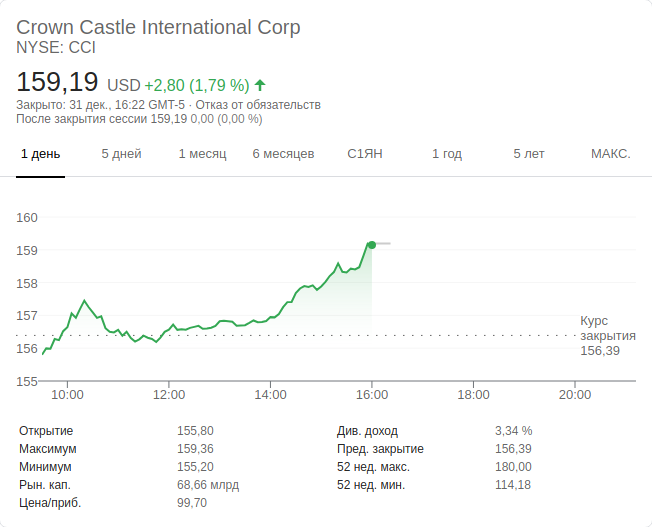 Crown Castle International Corp
NYSE: CCI
159,19 USD +2,80 (1,79 %)
Закрыто: 31 дек., 16:22 GMT-5 · Отказ от обязательств
После закрытия сессии 159,19 0,00 (0,00 %)
1 день 5 дней 1 месяц 6 месяцев С1ЯН 1 год 5 лет МАКС.
160
159
158
157
156
155
Курс
закрытия
156,39
10:00 12:00 14:00 16:00 18:00 20:00
Открытие 155,80 Див. доход 3,34 %
Максимум 159,36 Пред. закрытие 156,39
Минимум 155,20 52 нед. макс. 180,00
Рын. кап. 68,66 млрд 52 нед. мин. 114,18
Цена/приб. 99,70